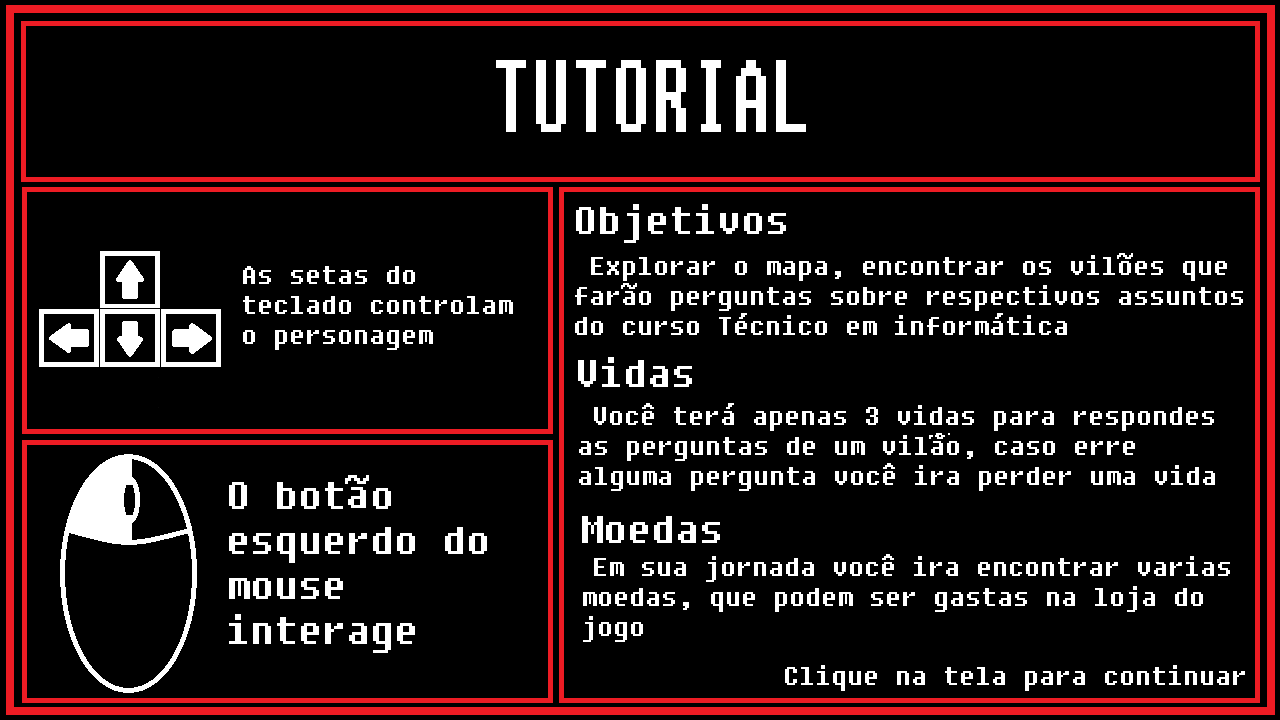 TUTORIAL
As setas do
teclado controlam
o personagem
O botão
esquerdo do
mouse
interage
Objetivos
Explorar o mapa, encontrar os vilões que
farão perguntas sobre respectivos assuntos
do curso Técnico em informática
Vidas
Você terá apenas 3 vidas para respondes
as perguntas de um vilão, caso erre
alguma pergunta você ira perder uma vida
Moedas
Em sua jornada você ira encontrar varias
moedas, que podem ser gastas na loja do
jogo
Clique na tela para continuar